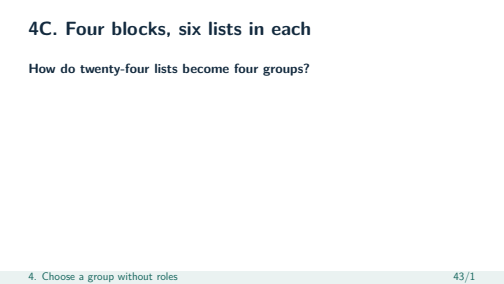 4C. Four blocks, six lists in each
How do twenty-four lists become four groups?
4. Choose a group without roles
43/1